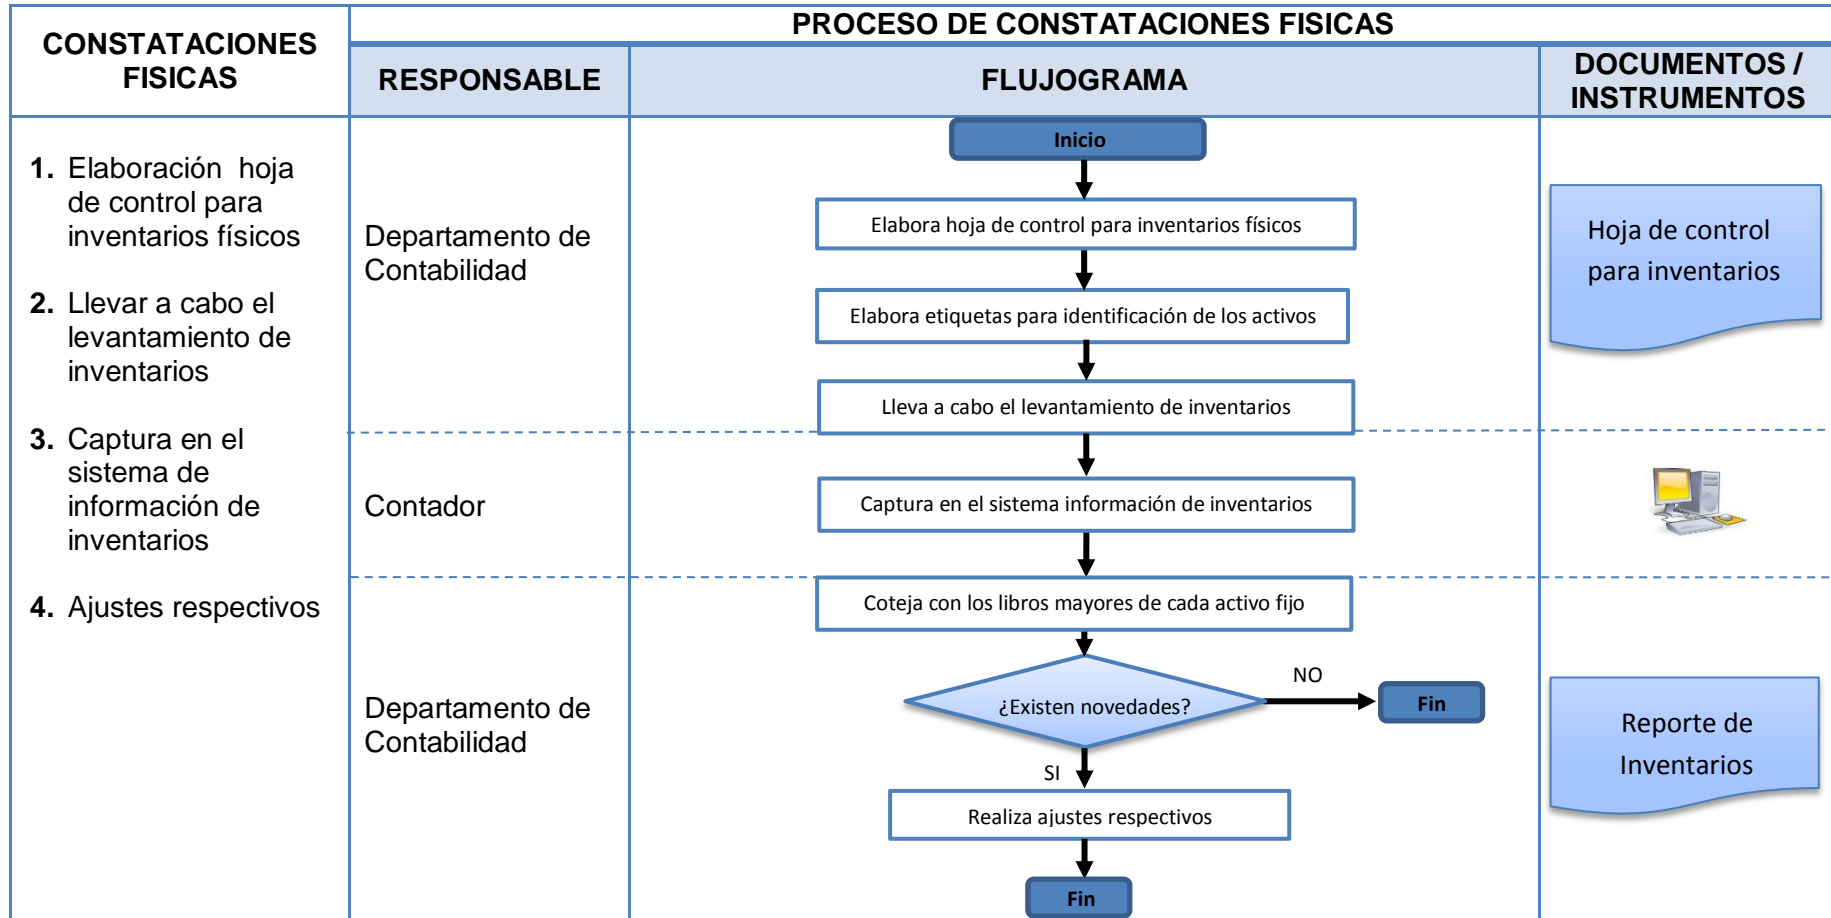 CONSTATACIONES
FISICAS
PROCESO DE CONSTATACIONES FISICAS
RESPONSABLE
FLUJOGRAMA
DOCUMENTOS /
INSTRUMENTOS
1. Elaboración hoja
de control para
inventarios físicos
2. Llevar a cabo el
levantamiento de
inventarios
3. Captura en el
sistema de
información de
inventarios
4. Ajustes respectivos
Departamento de
Contabilidad
Inicio
Elabora hoja de control para inventarios físicos
Elabora etiquetas para identificación de los activos
Lleva a cabo el levantamiento de inventarios
Hoja de control
para inventarios
Contador
Captura en el sistema información de inventarios
Departamento de
Contabilidad
Coteja con los libros mayores de cada activo fijo
¿Existen novedades?
NO
Fin
SI
Realiza ajustes respectivos
Fin
Reporte de
Inventarios